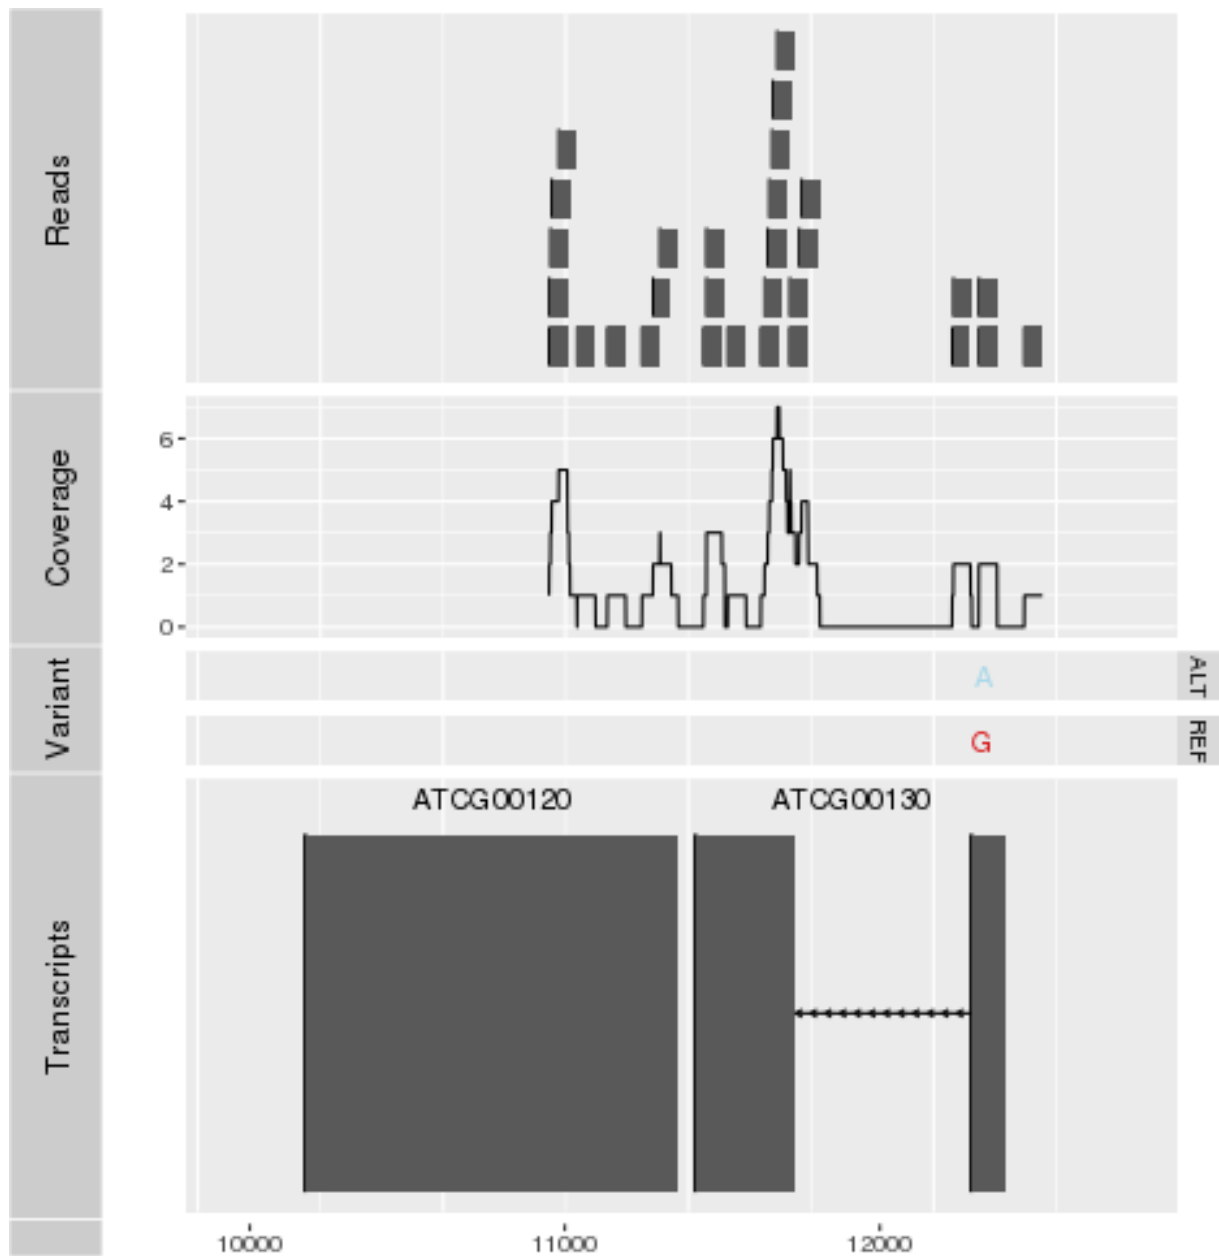 Reads
Coverage
6
4
2
0
Variant
A
ALT
G
REF
Transcripts
ATCG00120 ATCG00130
10000 11000 12000